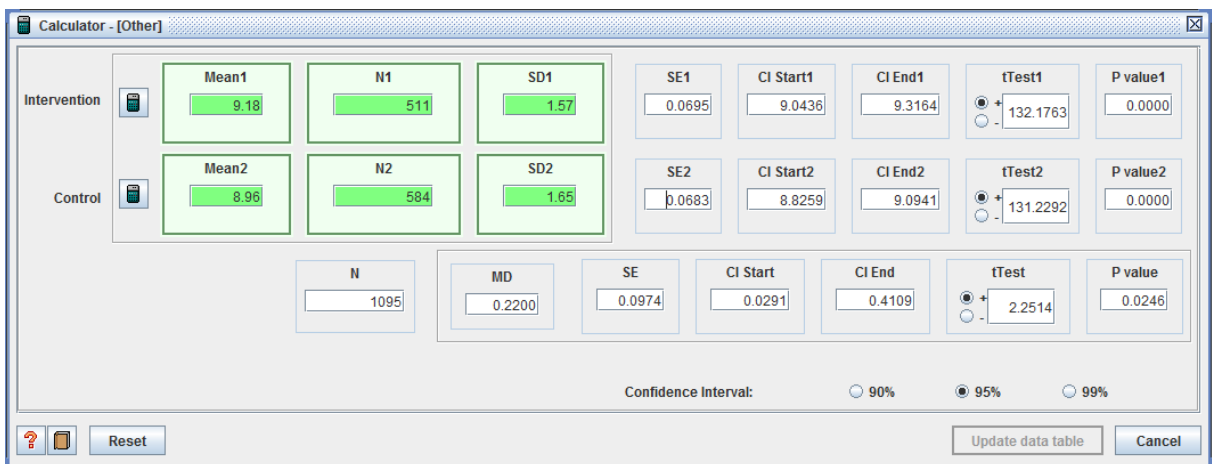 Calculator - [Other]
Mean1 N1 SD1 SE1 CI Start1 CI End1 tTest1 P value1
Intervention 9.18 511 1.57 0.0695 9.0436 9.3164 + - 132.1763 0.0000
Mean2 N2 SD2 SE2 CI Start2 CI End2 tTest2 P value2
Control 8.96 584 1.65 0.0683 8.8259 9.0941 + - 131.2292 0.0000
N MD SE CI Start CI End tTest P value
1095 0.2200 0.0974 0.0291 0.4109 + - 2.2514 0.0246
Confidence Interval: 90% 95% 99%
? Reset Update data table Cancel